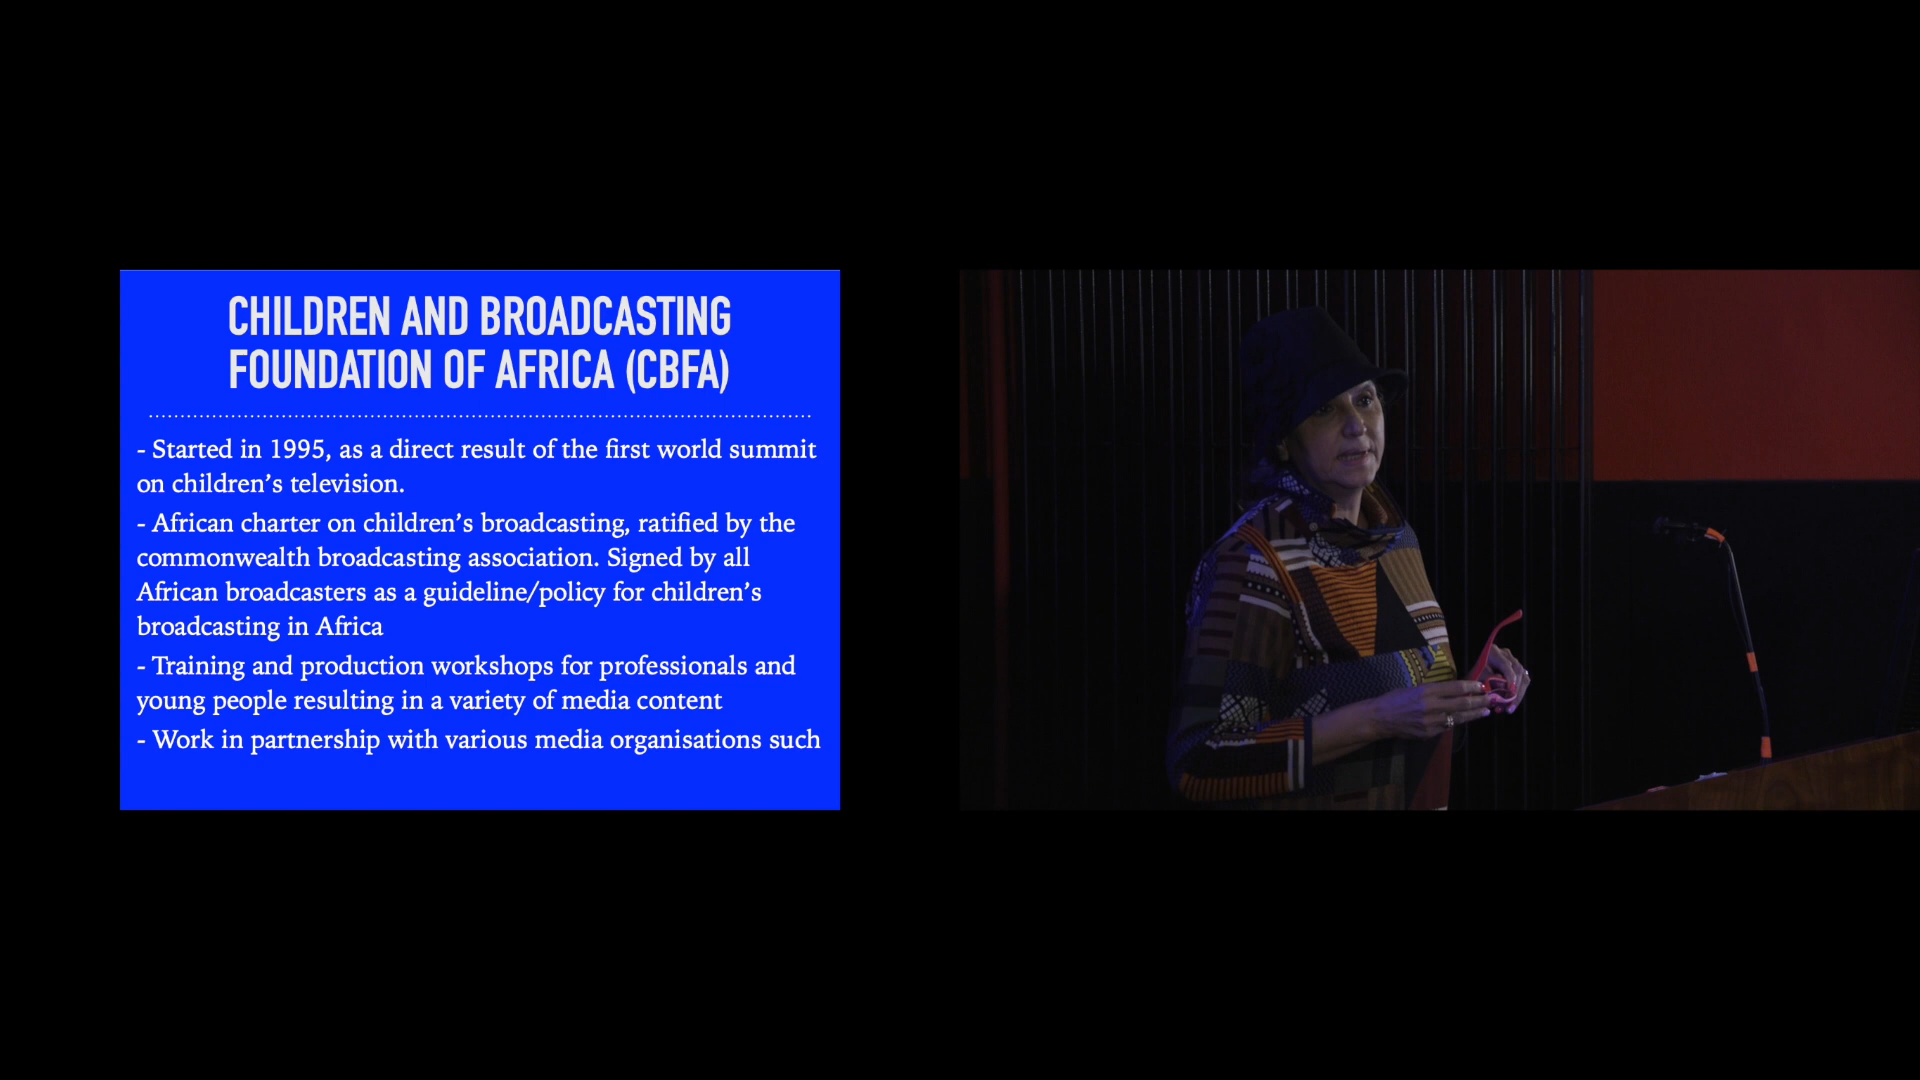 CHILDREN AND BROADCASTING
FOUNDATION OF AFRICA (CBFA)
- Started in 1995, as a direct result of the first world summit
on children’s television.
- African charter on children’s broadcasting, ratified by the
commonwealth broadcasting association. Signed by all
African broadcasters as a guideline/policy for children’s
broadcasting in Africa
- Training and production workshops for professionals and
young people resulting in a variety of media content
- Work in partnership with various media organisations such